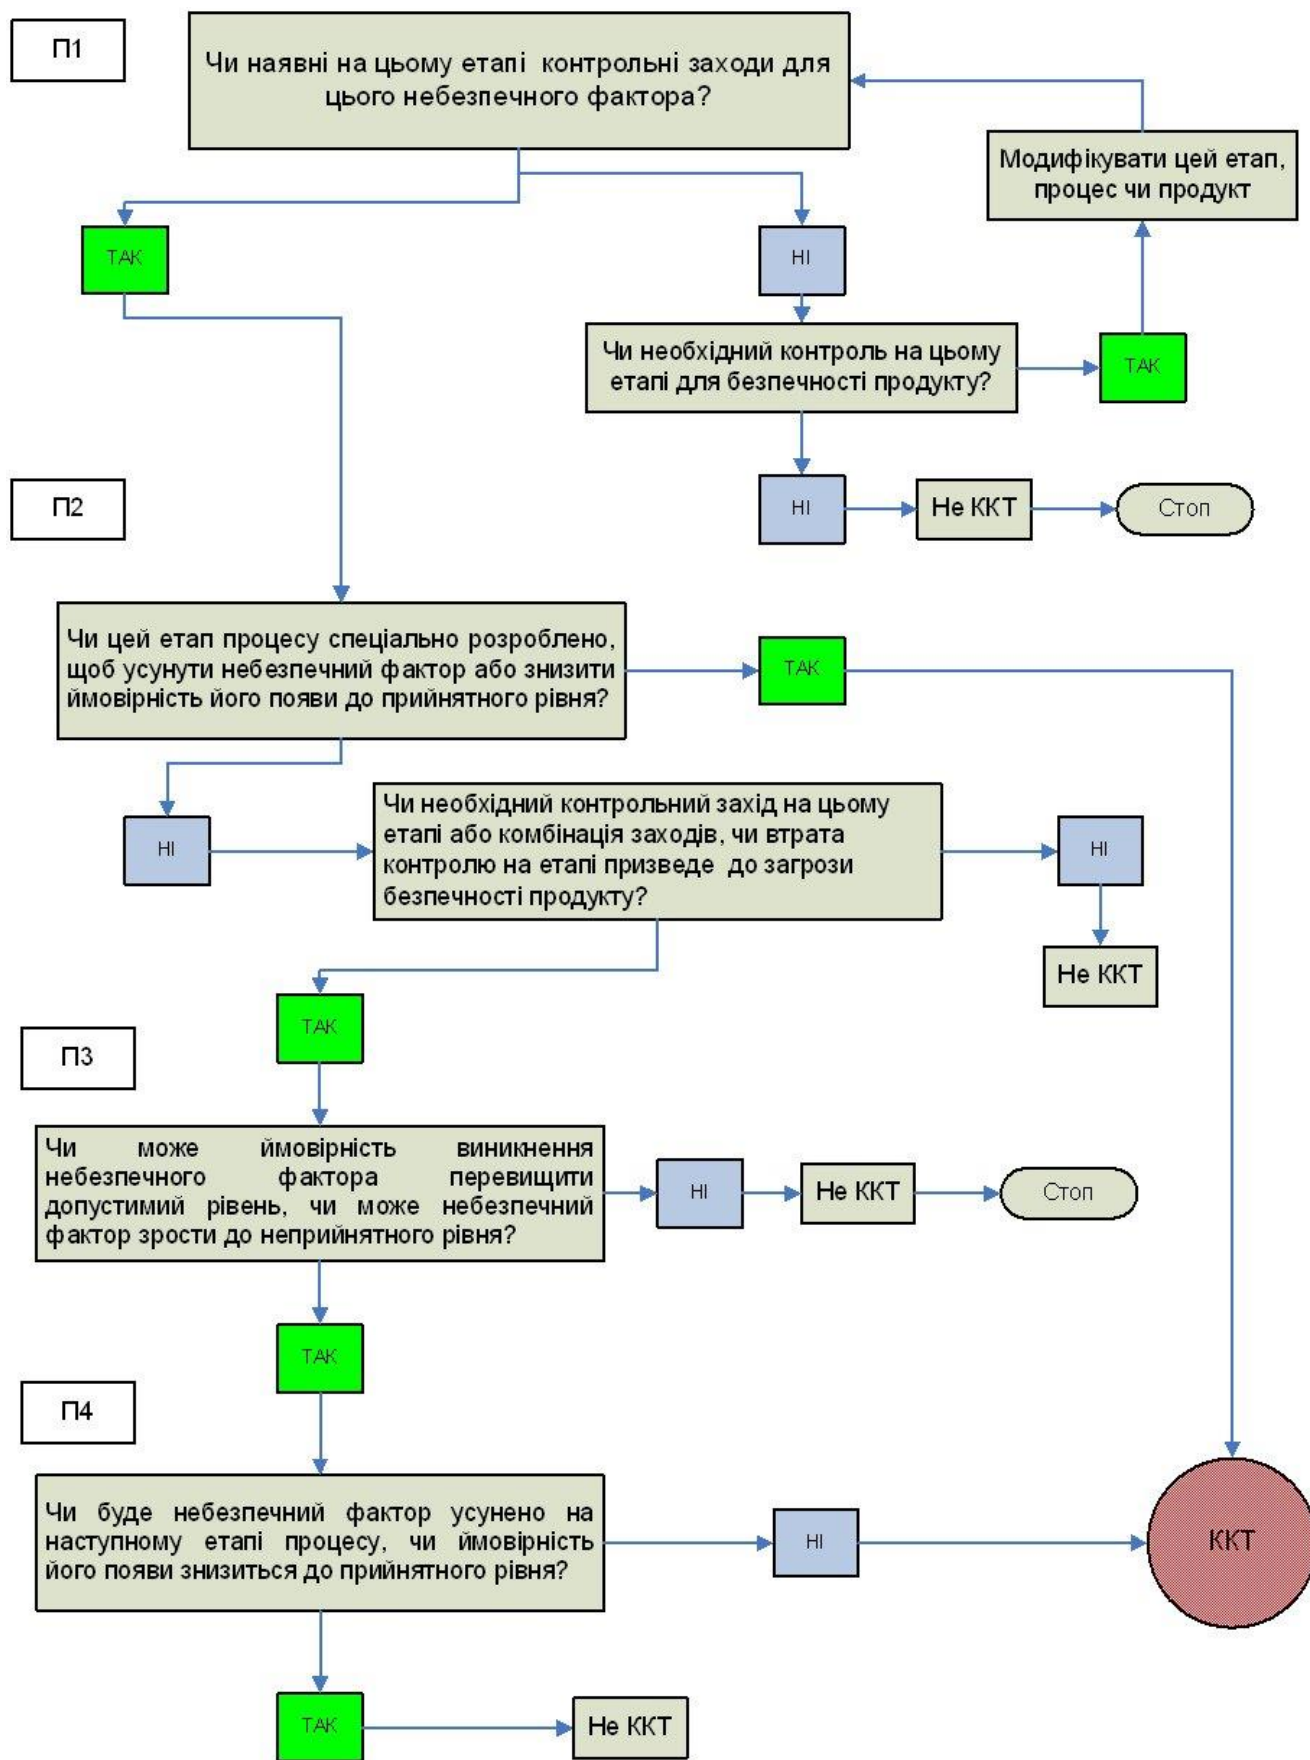 П1
Чи наявні на цьому етапі контрольні заходи для
цього небезпечного фактора?
Модифікувати цей етап,
процес чи продукт
ТАК
НІ
Чи необхідний контроль на цьому
етапі для безпечності продукту?
ТАК
П2
НІ
Не ККТ
Стоп
Чи цей етап процесу спеціально розроблено,
щоб усунути небезпечний фактор або знизити
ймовірність його появи до прийнятного рівня?
ТАК
НІ
Чи необхідний контрольний захід на цьому
етапі або комбінація заходів, чи втрата
контролю на етапі призведе до загрози
безпечності продукту?
НІ
Не ККТ
ТАК
П3
Чи може ймовірність виникнення
небезпечного фактора перевищити
допустимий рівень, чи може небезпечний
фактор зрости до неприйнятного рівня?
НІ
Не ККТ
Стоп
ТАК
П4
Чи буде небезпечний фактор усунено на
наступному етапі процесу, чи ймовірність
його появи знизиться до прийнятного рівня?
НІ
ККТ
ТАК
Не ККТ